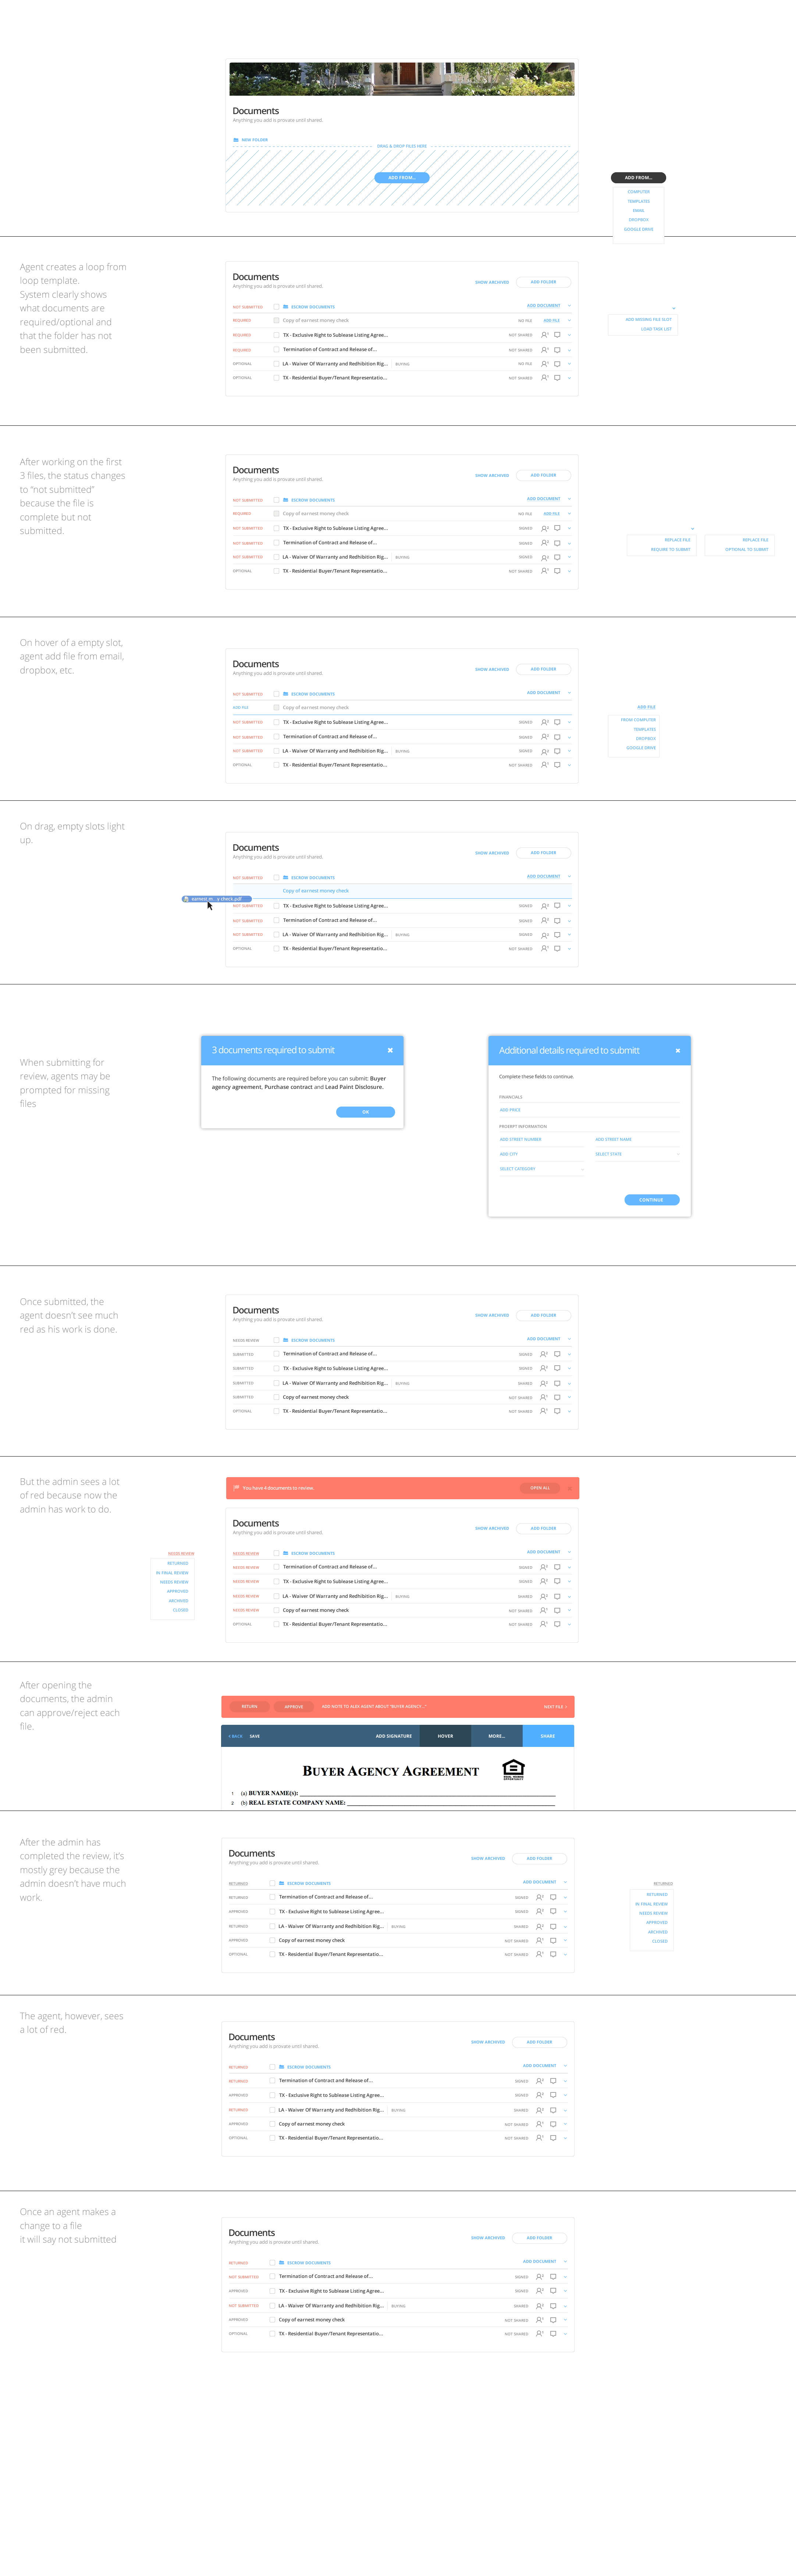 Documents
Anything you add is provate until shared.
NEW FOLDER
DRAG & DROP FILES HERE
ADD FROM...
ADD FROM...
COMPUTER
TEMPLATES
EMAIL
DROPBOX
GOOGLE DRIVE
Agent creates a loop from
loop template.
System clearly shows
what documents are
required/optional and
that the folder has not
been submitted.
Documents
Anything you add is provate until shared.
SHOW ARCHIVED
ADD FOLDER
NOT SUBMITTED ESCROW DOCUMENTS ADD DOCUMENT
REQUIRED Copy of earnest money check NO FILE ADD FILE
REQUIRED TX - Exclusive Right to Sublease Listing Agree... NOT SHARED
REQUIRED Termination of Contract and Release of... NOT SHARED
OPTIONAL LA - Waiver Of Warranty and Redhibition Rig... BUYING NO FILE
OPTIONAL TX - Residential Buyer/Tenant Representatio... NOT SHARED
ADD MISSING FILE SLOT
LOAD TASK LIST
After working on the first
3 files, the status changes
to “not submitted”
because the file is
complete but not
submitted.
Documents
Anything you add is provate until shared.
SHOW ARCHIVED
ADD FOLDER
NOT SUBMITTED ESCROW DOCUMENTS ADD DOCUMENT
REQUIRED Copy of earnest money check NO FILE ADD FILE
NOT SUBMITTED TX - Exclusive Right to Sublease Listing Agree... SIGNED
NOT SUBMITTED Termination of Contract and Release of... SIGNED
NOT SUBMITTED LA - Waiver Of Warranty and Redhibition Rig... BUYING SIGNED
OPTIONAL TX - Residential Buyer/Tenant Representatio... NOT SHARED
REPLACE FILE
REQUIRE TO SUBMIT
REPLACE FILE
OPTIONAL TO SUBMIT
On hover of a empty slot,
agent add file from email,
dropbox, etc.
Documents
Anything you add is provate until shared.
SHOW ARCHIVED
ADD FOLDER
NOT SUBMITTED ESCROW DOCUMENTS ADD DOCUMENT
ADD FILE Copy of earnest money check
NOT SUBMITTED TX - Exclusive Right to Sublease Listing Agree... SIGNED
NOT SUBMITTED Termination of Contract and Release of... SIGNED
NOT SUBMITTED LA - Waiver Of Warranty and Redhibition Rig... BUYING SIGNED
OPTIONAL TX - Residential Buyer/Tenant Representatio... NOT SHARED
ADD FILE
FROM COMPUTER
TEMPLATES
DROPBOX
GOOGLE DRIVE
On drag, empty slots light
up.
Documents
Anything you add is provate until shared.
SHOW ARCHIVED
ADD FOLDER
NOT SUBMITTED ESCROW DOCUMENTS ADD DOCUMENT
Copy of earnest money check
earnest m...y check.pdf
NOT SUBMITTED TX - Exclusive Right to Sublease Listing Agree... SIGNED
NOT SUBMITTED Termination of Contract and Release of... SIGNED
NOT SUBMITTED LA - Waiver Of Warranty and Redhibition Rig... BUYING SIGNED
OPTIONAL TX - Residential Buyer/Tenant Representatio... NOT SHARED
When submitting for
review, agents may be
prompted for missing
files
3 documents required to submit
The following documents are required before you can submit: Buyer
agency agreement, Purchase contract and Lead Paint Disclosure.
OK
Additional details required to submitt
Complete these fields to continue.
FINANCIALS
ADD PRICE
PROERPT INFORMATION
ADD STREET NUMBER ADD STREET NAME
ADD CITY SELECT STATE
SELECT CATEGORY
CONTINUE
Once submitted, the
agent doesn’t see much
red as his work is done.
Documents
Anything you add is provate until shared.
SHOW ARCHIVED
ADD FOLDER
NEEDS REVIEW ESCROW DOCUMENTS ADD DOCUMENT
SUBMITTED Termination of Contract and Release of... SIGNED
SUBMITTED TX - Exclusive Right to Sublease Listing Agree... SIGNED
SUBMITTED LA - Waiver Of Warranty and Redhibition Rig... BUYING SHARED
SUBMITTED Copy of earnest money check NOT SHARED
OPTIONAL TX - Residential Buyer/Tenant Representatio... NOT SHARED
But the admin sees a lot
of red because now the
admin has work to do.
You have 4 documents to review.
OPEN ALL
Documents
Anything you add is provate until shared.
SHOW ARCHIVED
ADD FOLDER
NEEDS REVIEW ESCROW DOCUMENTS ADD DOCUMENT
NEEDS REVIEW Termination of Contract and Release of... SIGNED
NEEDS REVIEW TX - Exclusive Right to Sublease Listing Agree... SIGNED
NEEDS REVIEW LA - Waiver Of Warranty and Redhibition Rig... BUYING SHARED
NEEDS REVIEW Copy of earnest money check NOT SHARED
OPTIONAL TX - Residential Buyer/Tenant Representatio... NOT SHARED
NEEDS REVIEW
RETURNED
IN FINAL REVIEW
NEEDS REVIEW
APPROVED
ARCHIVED
CLOSED
After opening the
documents, the admin
can approve/reject each
file.
RETURN APPROVE ADD NOTE TO ALEX AGENT ABOUT “BUYER AGENCY...” NEXT FILE
< BACK SAVE ADD SIGNATURE HOVER MORE... SHARE
BUYER AGENCY AGREEMENT
EQUAL HOUSING
OPPORTUNITY
1 (a) BUYER NAME(s):
2 (b) REAL ESTATE COMPANY NAME:
After the admin has
completed the review, it’s
mostly grey because the
admin doesn’t have much
work.
Documents
Anything you add is provate until shared.
SHOW ARCHIVED
ADD FOLDER
RETURNED ESCROW DOCUMENTS ADD DOCUMENT
RETURNED Termination of Contract and Release of... SIGNED
APPROVED TX - Exclusive Right to Sublease Listing Agree... SIGNED
RETURNED LA - Waiver Of Warranty and Redhibition Rig... BUYING SHARED
APPROVED Copy of earnest money check NOT SHARED
OPTIONAL TX - Residential Buyer/Tenant Representatio... NOT SHARED
RETURNED
RETURNED
IN FINAL REVIEW
NEEDS REVIEW
APPROVED
ARCHIVED
CLOSED
The agent, however, sees
a lot of red.
Documents
Anything you add is provate until shared.
SHOW ARCHIVED
ADD FOLDER
RETURNED ESCROW DOCUMENTS ADD DOCUMENT
RETURNED Termination of Contract and Release of... SIGNED
APPROVED TX - Exclusive Right to Sublease Listing Agree... SIGNED
RETURNED LA - Waiver Of Warranty and Redhibition Rig... BUYING SHARED
APPROVED Copy of earnest money check NOT SHARED
OPTIONAL TX - Residential Buyer/Tenant Representatio... NOT SHARED
Once an agent makes a
change to a file
it will say not submitted
Documents
Anything you add is provate until shared.
SHOW ARCHIVED
ADD FOLDER
RETURNED ESCROW DOCUMENTS ADD DOCUMENT
NOT SUBMITTED Termination of Contract and Release of... SIGNED
APPROVED TX - Exclusive Right to Sublease Listing Agree... SIGNED
NOT SUBMITTED LA - Waiver Of Warranty and Redhibition Rig... BUYING SHARED
APPROVED Copy of earnest money check NOT SHARED
OPTIONAL TX - Residential Buyer/Tenant Representatio... NOT SHARED